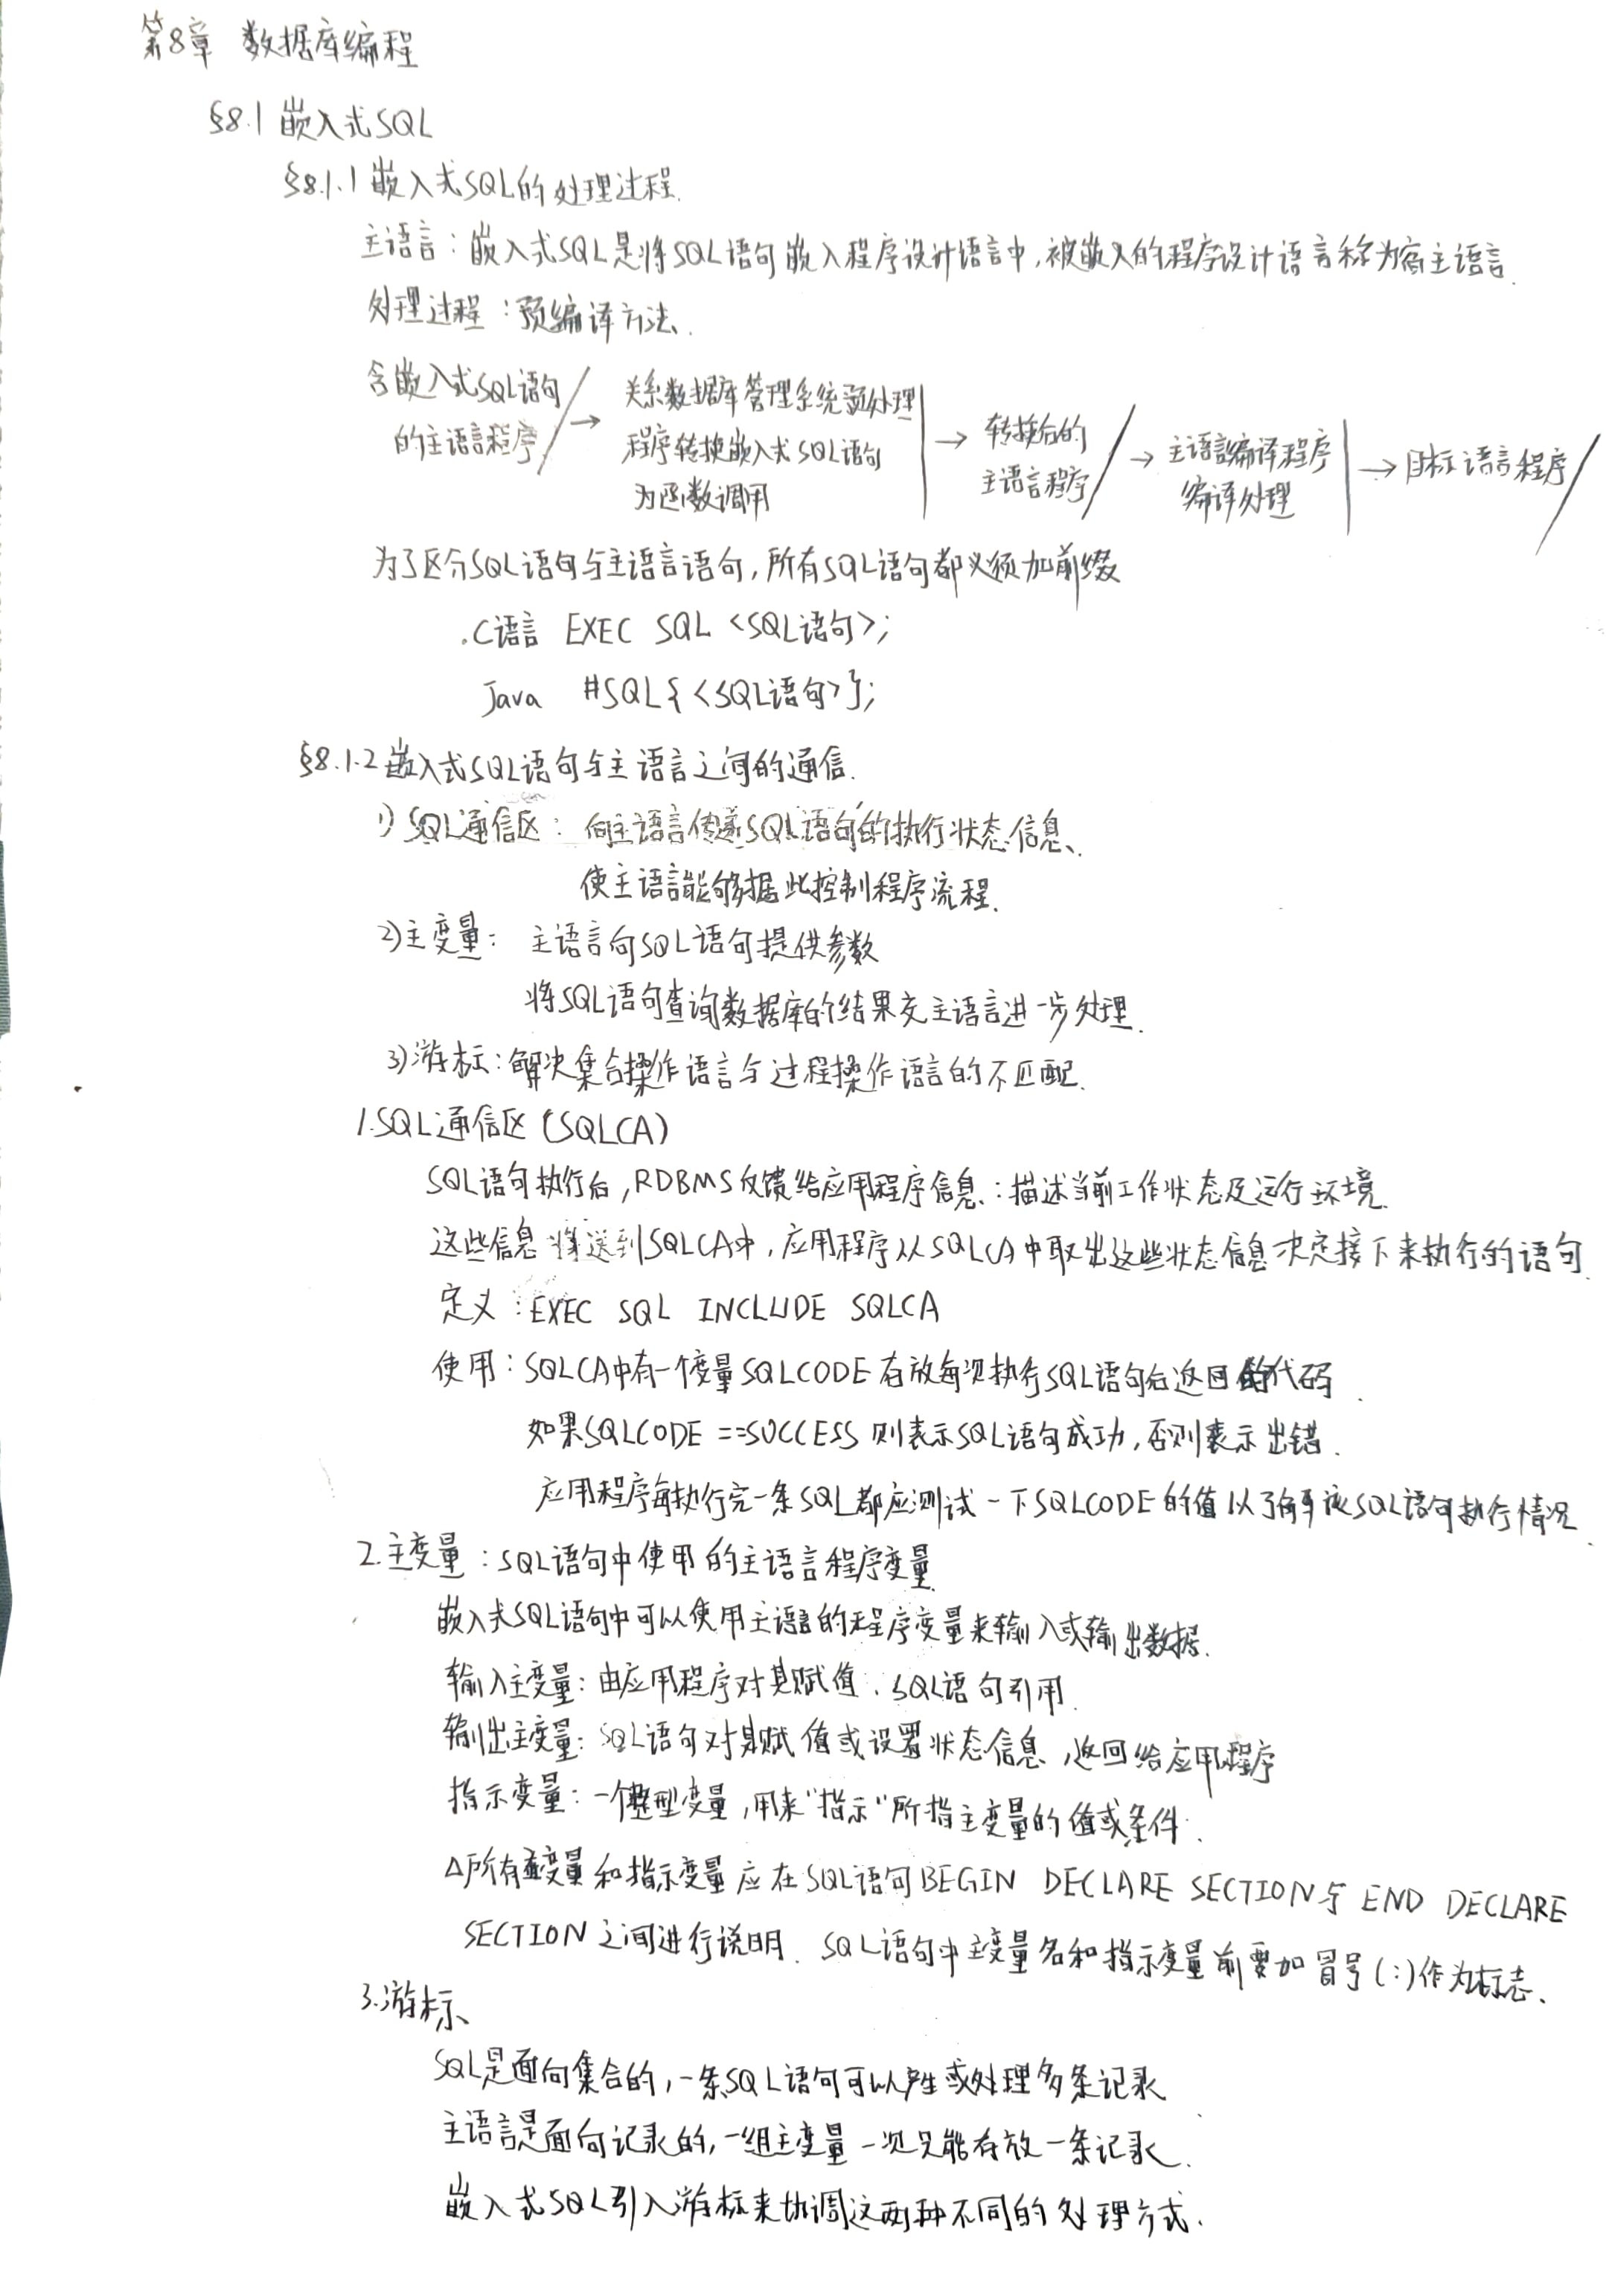 第8章 数据库编程
§8.1 嵌入式SQL
§8.1.1 嵌入式SQL的处理过程.
主语言：嵌入式SQL是将SQL语句嵌入程序设计语言中,被嵌入的程序设计语言称为宿主语言.
处理过程：预编译方法.
含嵌入式SQL语句
的主语言程序 →
关系数据库管理系统预处理
程序转换嵌入式SQL语句
为函数调用
→ 转换后的
主语言程序
→ 主语言编译程序
编译处理
→ 目标语言程序
为了区分SQL语句与主语言语句,所有SQL语句都必须加前缀
.C语言 EXEC SQL <SQL语句>;
Java #SQL{<SQL语句>};
§8.1.2 嵌入式SQL语句与主语言之间的通信.
1) SQL通信区：向主语言传递SQL语句的执行状态信息、
使主语言能够据此控制程序流程.
2)主变量：主语言向SQL语句提供参数
将SQL语句查询数据库的结果交主语言进一步处理.
3)游标：解决集合操作语言与过程操作语言的不匹配.
1.SQL通信区(SQLCA)
SQL语句执行后,RDBMS反馈给应用程序信息：描述当前工作状态及运行环境.
这些信息将送到SQLCA中,应用程序从SQLCA中取出这些状态信息决定接下来执行的语句.
定义：EXEC SQL INCLUDE SQLCA
使用：SQLCA中有一个变量SQLCODE存放每次执行SQL语句后返回的代码.
如果SQLCODE==SUCCESS则表示SQL语句成功,否则表示出错.
应用程序每执行完一条SQL都应测试一下SQLCODE的值以了解该SQL语句执行情况.
2.主变量：SQL语句中使用的主语言程序变量.
嵌入式SQL语句中可以使用主语言的程序变量来输入或输出数据.
输入主变量：由应用程序对其赋值.SQL语句引用.
输出主变量：SQL语句对其赋值或设置状态信息,返回给应用程序
指示变量：一个整型变量,用来"指示"所指主变量的值或条件.
△所有主变量和指示变量应在SQL语句BEGIN DECLARE SECTION与END DECLARE
SECTION之间进行说明.SQL语句中主变量名和指示变量前要加冒号(:)作为标志.
3.游标
SQL是面向集合的,一条SQL语句可以产生或处理多条记录.
主语言是面向记录的,一组主变量一次只能存放一条记录.
嵌入式SQL引入游标来协调这两种不同的处理方式.